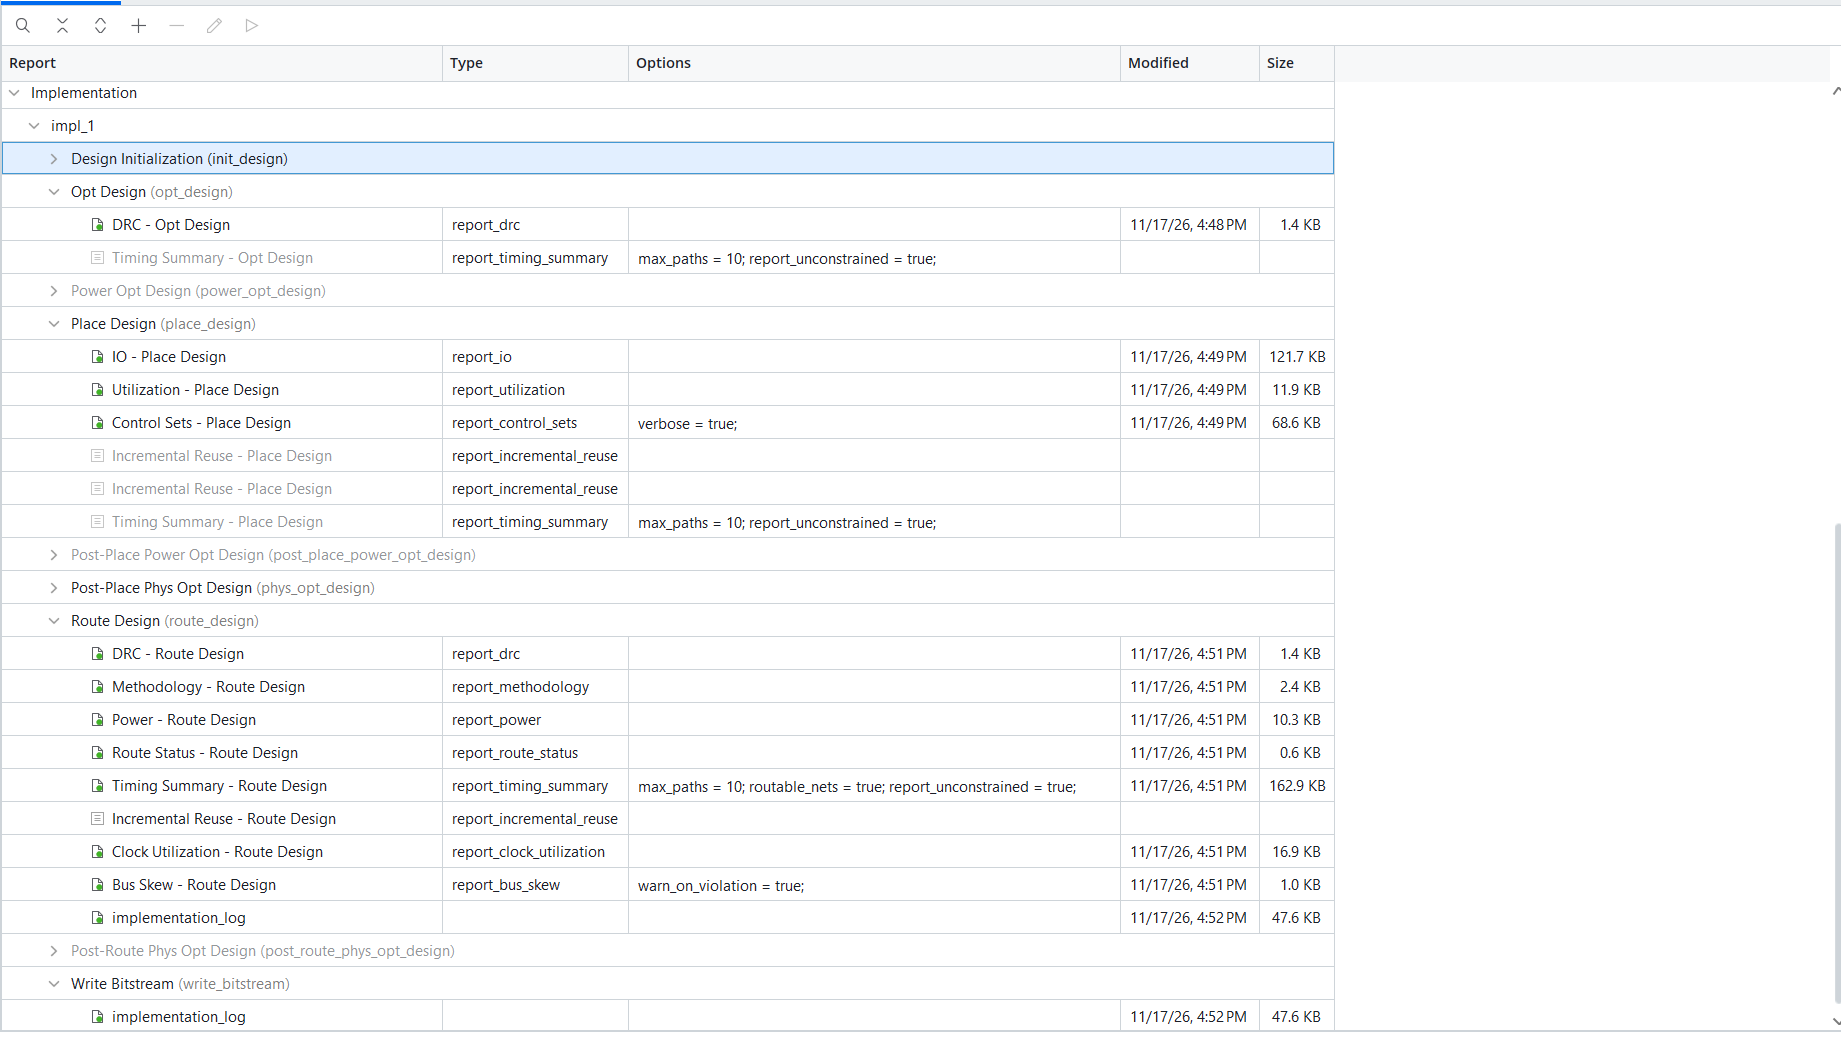 Report Type Options Modified Size
Implementation
impl_1
Design Initialization (init_design)
Opt Design (opt_design)
DRC - Opt Design report_drc 11/17/26, 4:48 PM 1.4 KB
Timing Summary - Opt Design report_timing_summary max_paths = 10; report_unconstrained = true;
Power Opt Design (power_opt_design)
Place Design (place_design)
IO - Place Design report_io 11/17/26, 4:49 PM 121.7 KB
Utilization - Place Design report_utilization 11/17/26, 4:49 PM 11.9 KB
Control Sets - Place Design report_control_sets verbose = true; 11/17/26, 4:49 PM 68.6 KB
Incremental Reuse - Place Design report_incremental_reuse
Incremental Reuse - Place Design report_incremental_reuse
Timing Summary - Place Design report_timing_summary max_paths = 10; report_unconstrained = true;
Post-Place Power Opt Design (post_place_power_opt_design)
Post-Place Phys Opt Design (phys_opt_design)
Route Design (route_design)
DRC - Route Design report_drc 11/17/26, 4:51 PM 1.4 KB
Methodology - Route Design report_methodology 11/17/26, 4:51 PM 2.4 KB
Power - Route Design report_power 11/17/26, 4:51 PM 10.3 KB
Route Status - Route Design report_route_status 11/17/26, 4:51 PM 0.6 KB
Timing Summary - Route Design report_timing_summary max_paths = 10; routable_nets = true; report_unconstrained = true; 11/17/26, 4:51 PM 162.9 KB
Incremental Reuse - Route Design report_incremental_reuse
Clock Utilization - Route Design report_clock_utilization 11/17/26, 4:51 PM 16.9 KB
Bus Skew - Route Design report_bus_skew warn_on_violation = true; 11/17/26, 4:51 PM 1.0 KB
implementation_log 11/17/26, 4:52 PM 47.6 KB
Post-Route Phys Opt Design (post_route_phys_opt_design)
Write Bitstream (write_bitstream)
implementation_log 11/17/26, 4:52 PM 47.6 KB